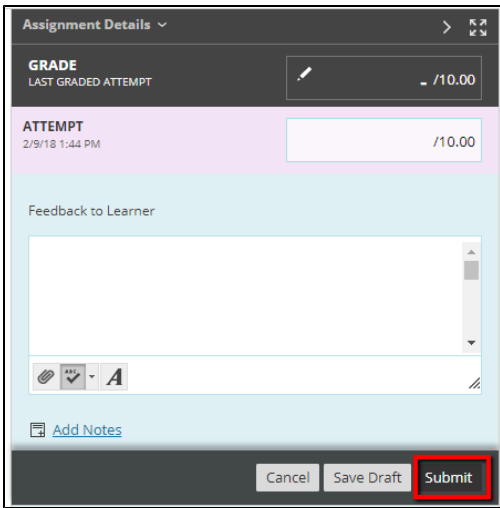 Assignment Details
GRADE
LAST GRADED ATTEMPT
- /10.00
ATTEMPT
2/9/18 1:44 PM
/10.00
Feedback to Learner
ABC
A
Add Notes
Cancel Save Draft Submit